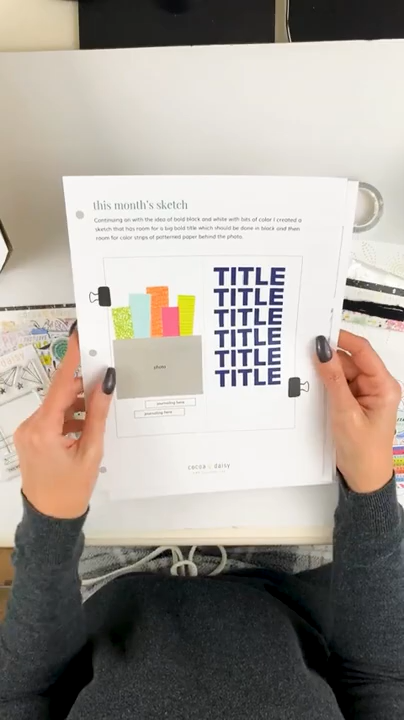 this month's sketch
Continuing on with the idea of bold black and white with bits of color I created a
sketch that has room for a big bold title which should be done in black and then
room for color strips of patterned paper behind the photo.
TITLE
TITLE
TITLE
TITLE
TITLE
TITLE
photo
journaling here
journaling here
cocoa daisy